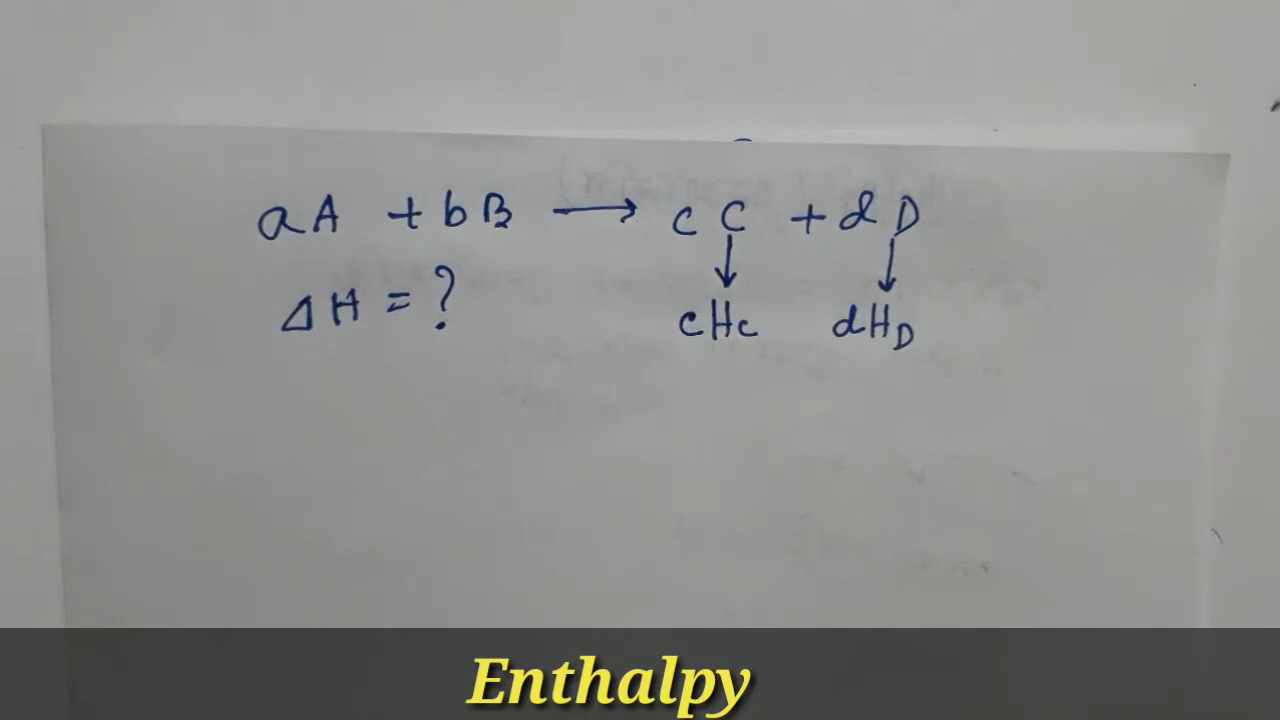 aA + bB → cC + dD
ΔH = ?
↓ ↓
cHc dHD
Enthalpy